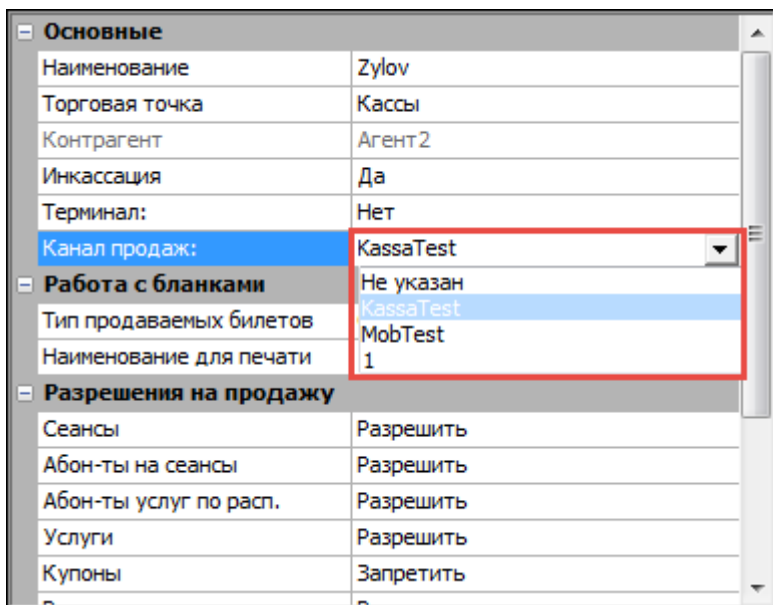 Основные
Наименование Zylov
Торговая точка Кассы
Контрагент Агент2
Инкассация Да
Терминал: Нет
Канал продаж: KassaTest
Работа с бланками Не указан
KassaTest
Тип продаваемых билетов MobTest
Наименование для печати 1
Разрешения на продажу
Сеансы Разрешить
Абон-ты на сеансы Разрешить
Абон-ты услуг по расп. Разрешить
Услуги Разрешить
Купоны Запретить